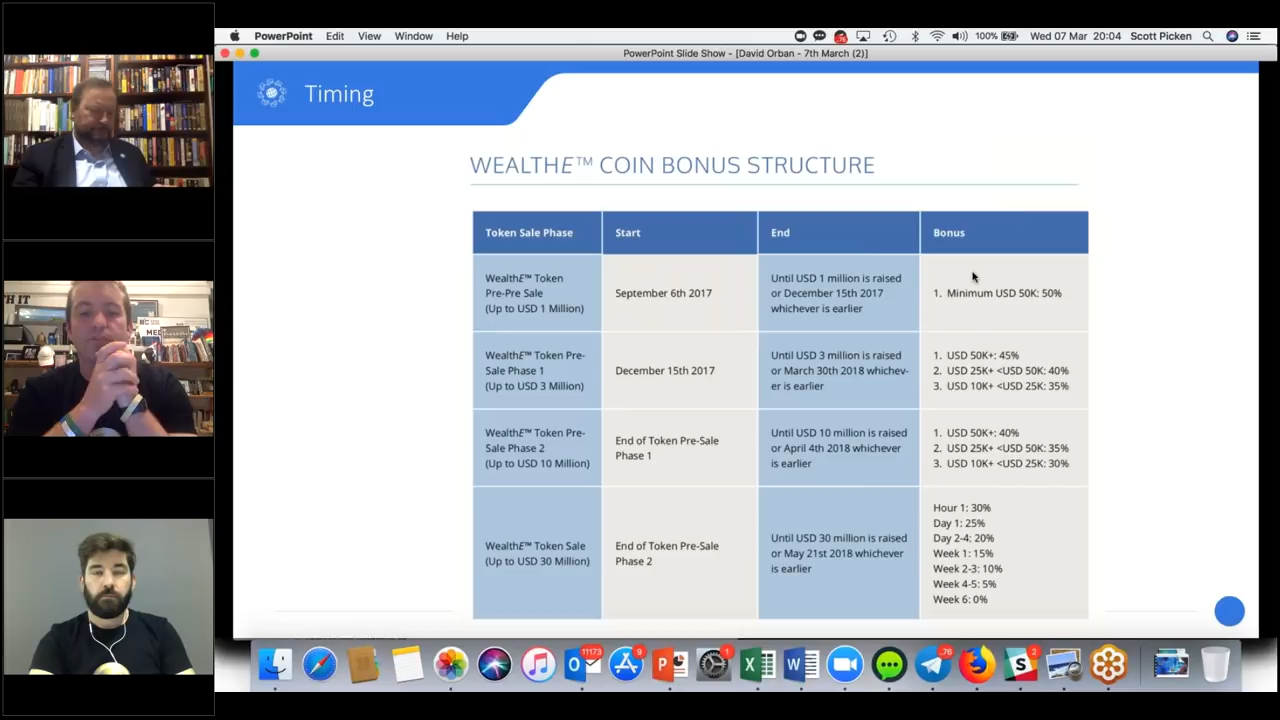 PowerPoint Edit View Window Help
100% Wed 07 Mar 20:04 Scott Picken
PowerPoint Slide Show - [David Orban - 7th March (2)]
Timing
WEALTHE™ COIN BONUS STRUCTURE
Token Sale Phase
Start
End
Bonus
WealthE™ Token
Pre-Pre Sale
(Up to USD 1 Million)
September 6th 2017
Until USD 1 million is raised
or December 15th 2017
whichever is earlier
1. Minimum USD 50K: 50%
WealthE™ Token Pre-
Sale Phase 1
(Up to USD 3 Million)
December 15th 2017
Until USD 3 million is raised
or March 30th 2018 whichev-
er is earlier
1. USD 50K+: 45%
2. USD 25K+ <USD 50K: 40%
3. USD 10K+ <USD 25K: 35%
WealthE™ Token Pre-
Sale Phase 2
(Up to USD 10 Million)
End of Token Pre-Sale
Phase 1
Until USD 10 million is raised
or April 4th 2018 whichever
is earlier
1. USD 50K+: 40%
2. USD 25K+ <USD 50K: 35%
3. USD 10K+ <USD 25K: 30%
WealthE™ Token Sale
(Up to USD 30 Million)
End of Token Pre-Sale
Phase 2
Until USD 30 million is raised
or May 21st 2018 whichever
is earlier
Hour 1: 30%
Day 1: 25%
Day 2-4: 20%
Week 1: 15%
Week 2-3: 10%
Week 4-5: 5%
Week 6: 0%
TH IT
11173
9
1
76
2